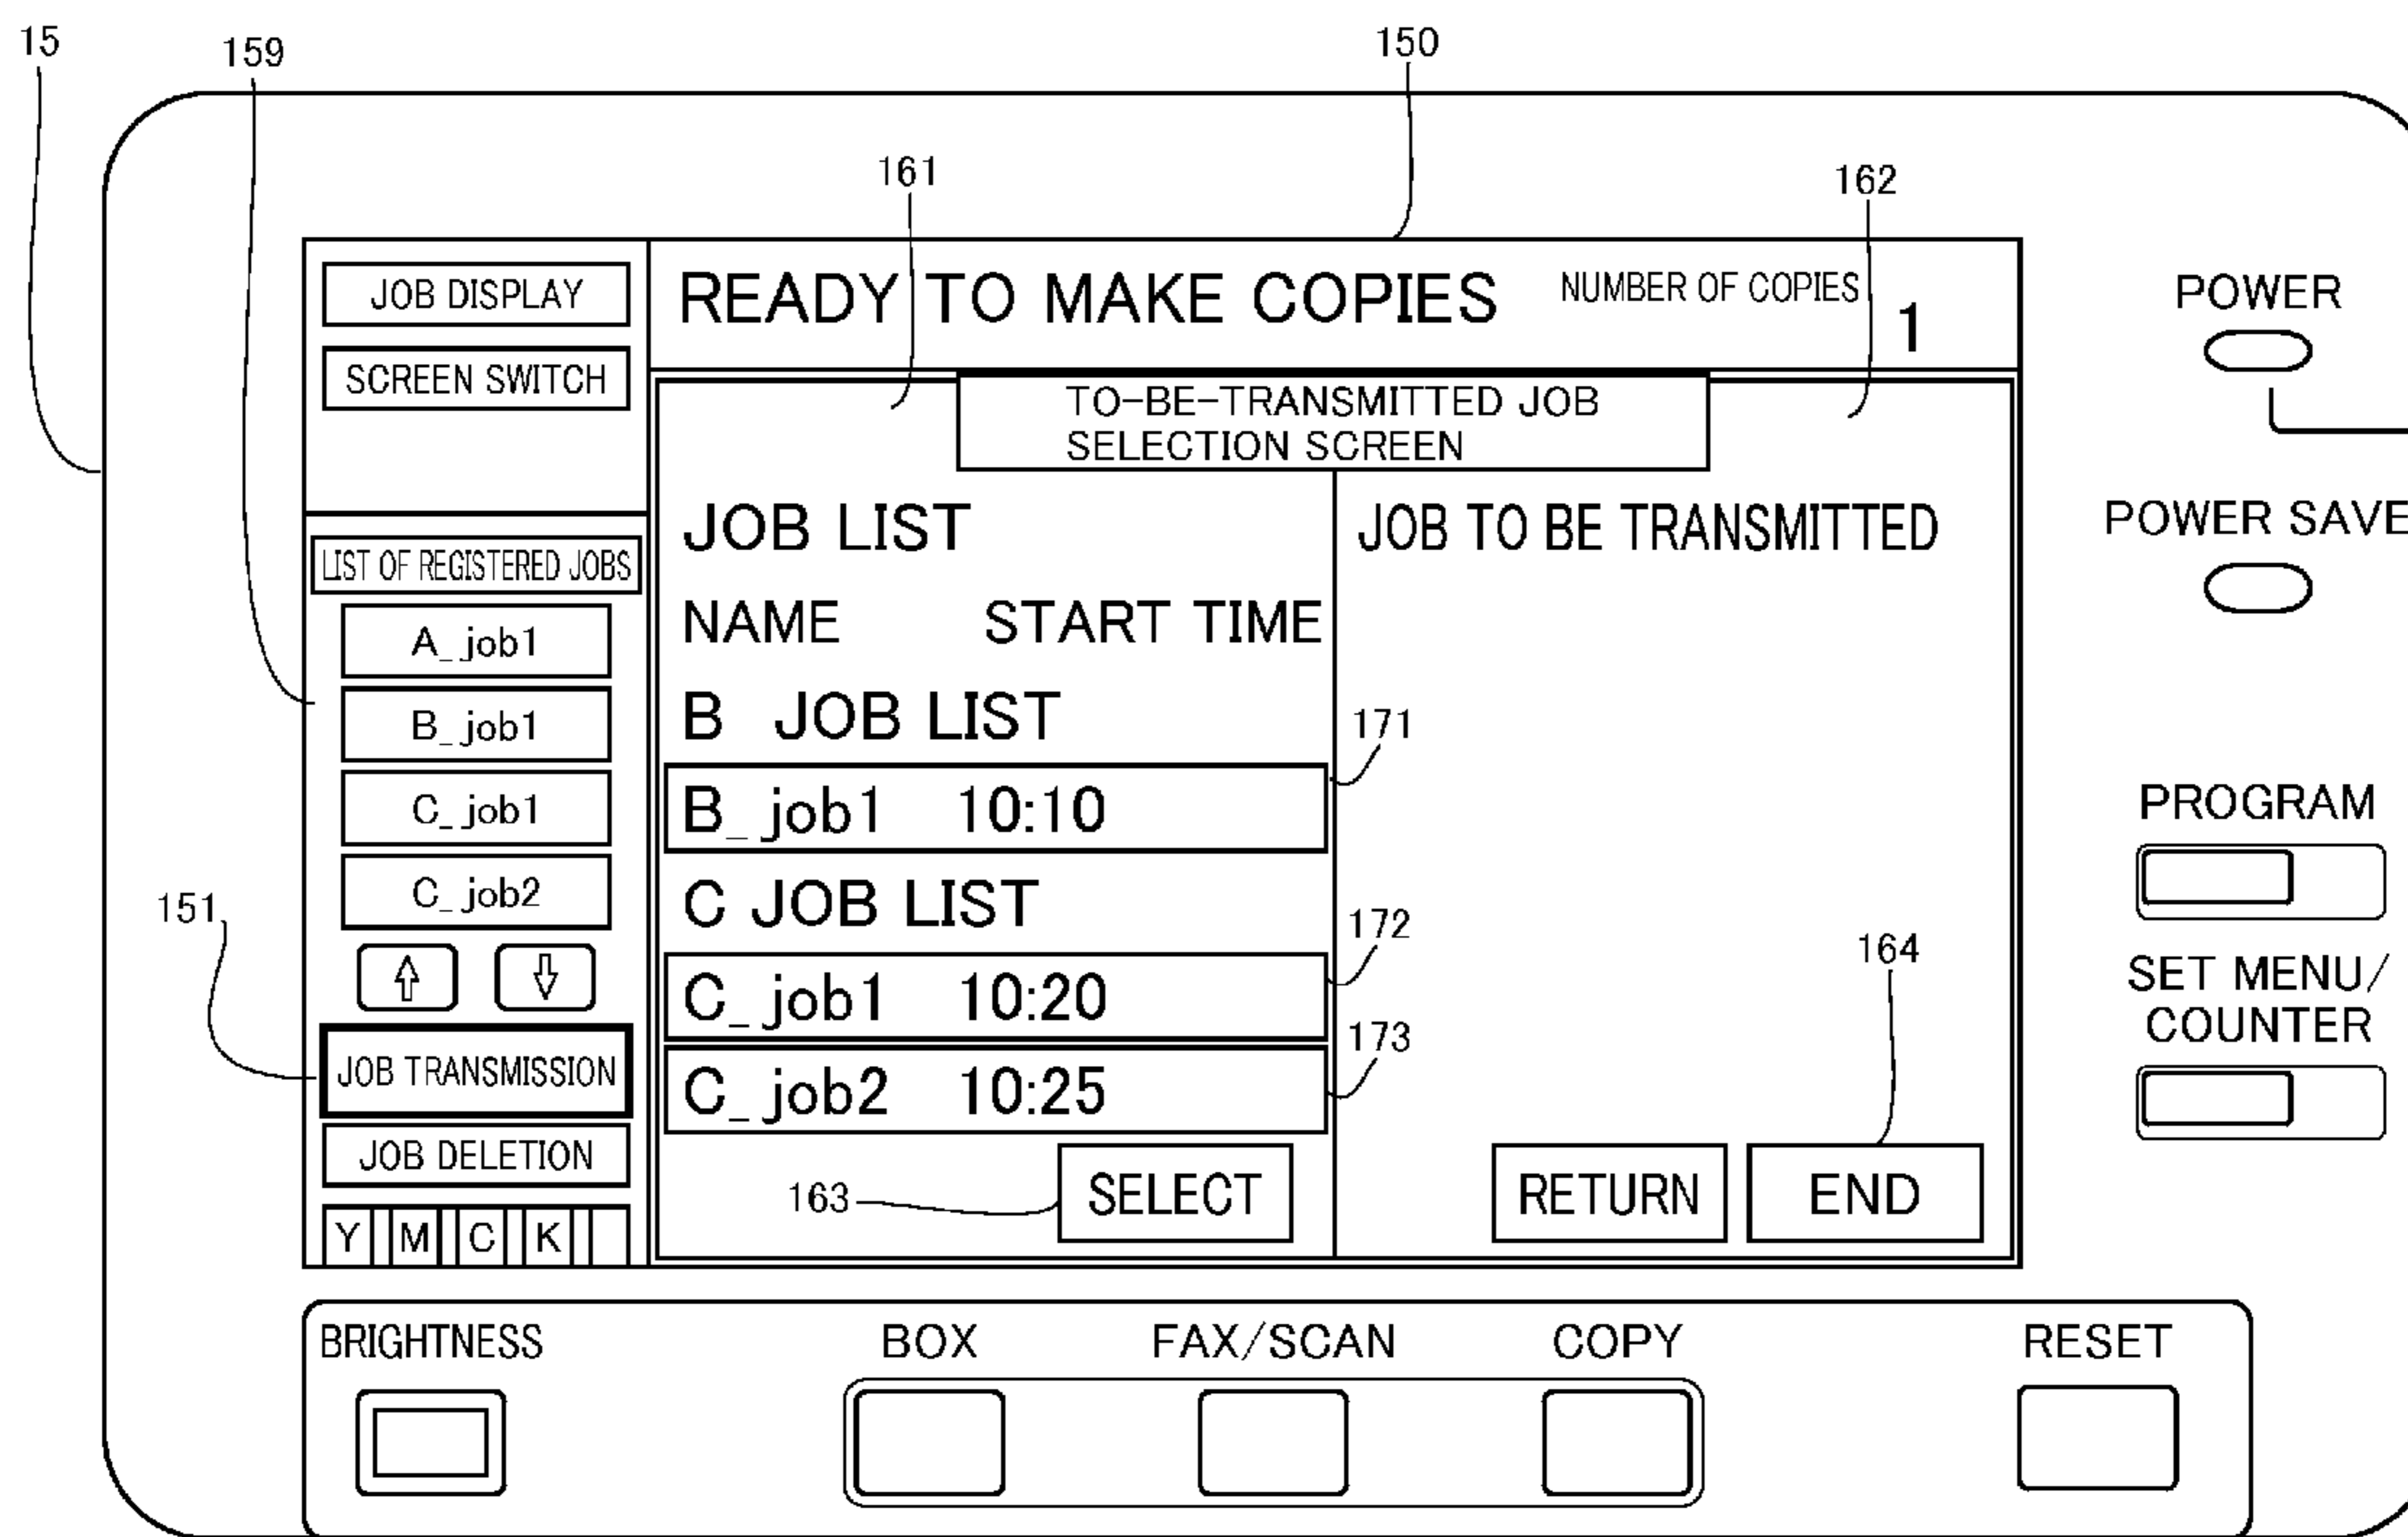 15
159
150
161
162
JOB DISPLAY
SCREEN SWITCH
READY TO MAKE COPIES NUMBER OF COPIES 1
TO-BE-TRANSMITTED JOB
SELECTION SCREEN
LIST OF REGISTERED JOBS
A_job1
B_job1
C_job1
C_job2
151
JOB TRANSMISSION
JOB DELETION
Y M C K
JOB LIST
NAME START TIME
B JOB LIST
B_job1 10:10
171
C JOB LIST
172
C_job1 10:20
173
C_job2 10:25
163
SELECT
JOB TO BE TRANSMITTED
164
RETURN
END
POWER
POWER SAVE
PROGRAM
SET MENU/
COUNTER
BRIGHTNESS
BOX
FAX/SCAN
COPY
RESET